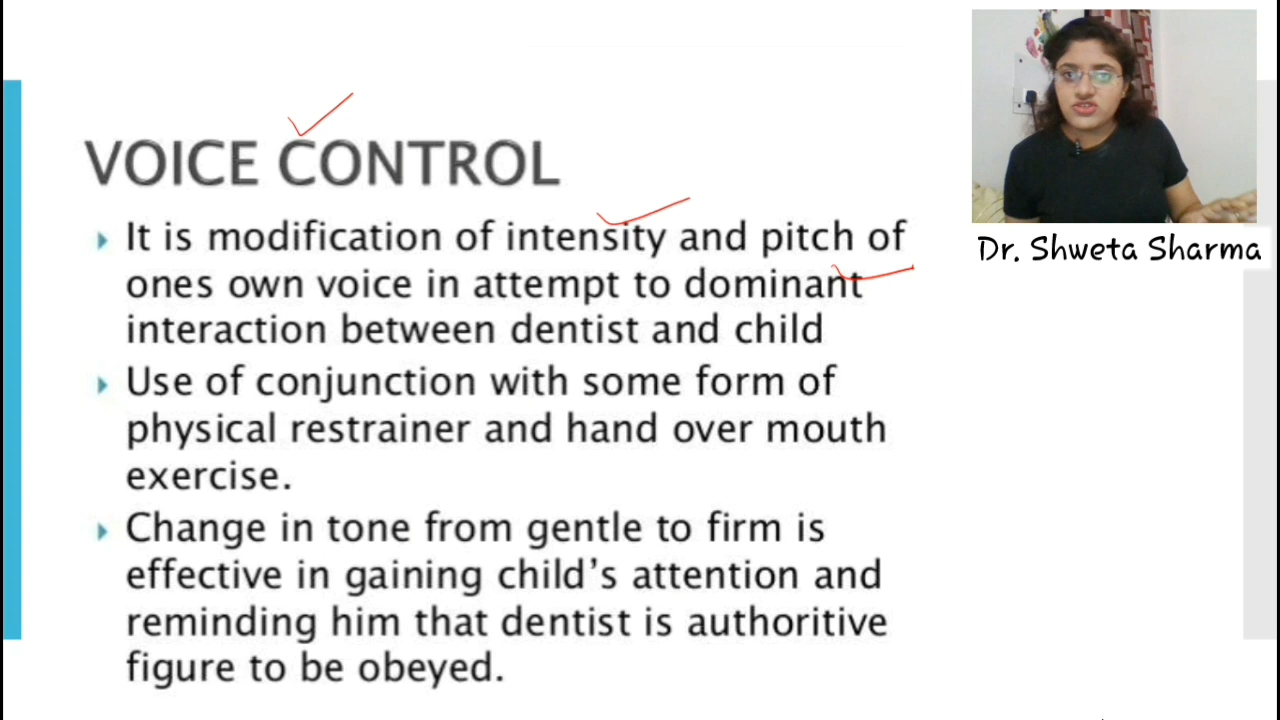 VOICE CONTROL
It is modification of intensity and pitch of
ones own voice in attempt to dominant
interaction between dentist and child
Use of conjunction with some form of
physical restrainer and hand over mouth
exercise.
Change in tone from gentle to firm is
effective in gaining child's attention and
reminding him that dentist is authoritive
figure to be obeyed.
Dr. Shweta Sharma